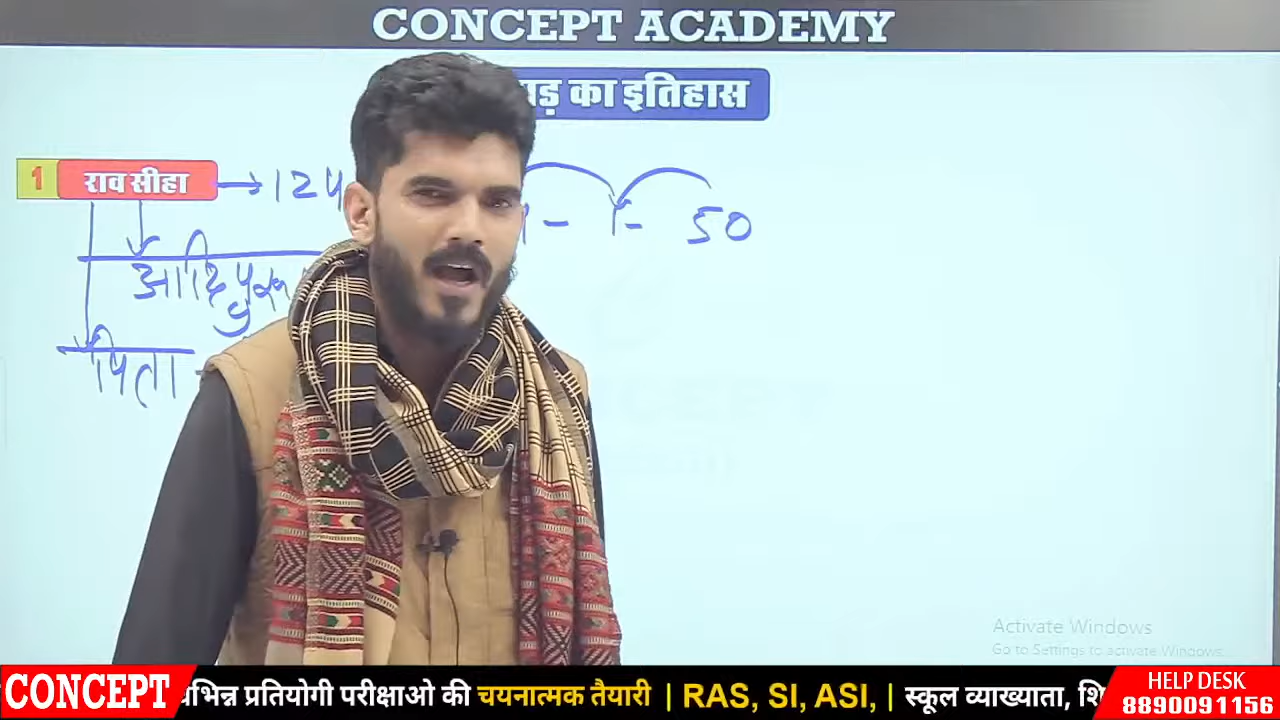 CONCEPT ACADEMY
का इतिहास
1 राव सीहा
50
पिता
Activate Windows
Go to Settings to activate Windows.
CONCEPT
प्रतियोगी परीक्षाओ की चयनात्मक तैयारी | RAS, SI, ASI, | स्कूल व्याख्याता,
HELP DESK
8890091156